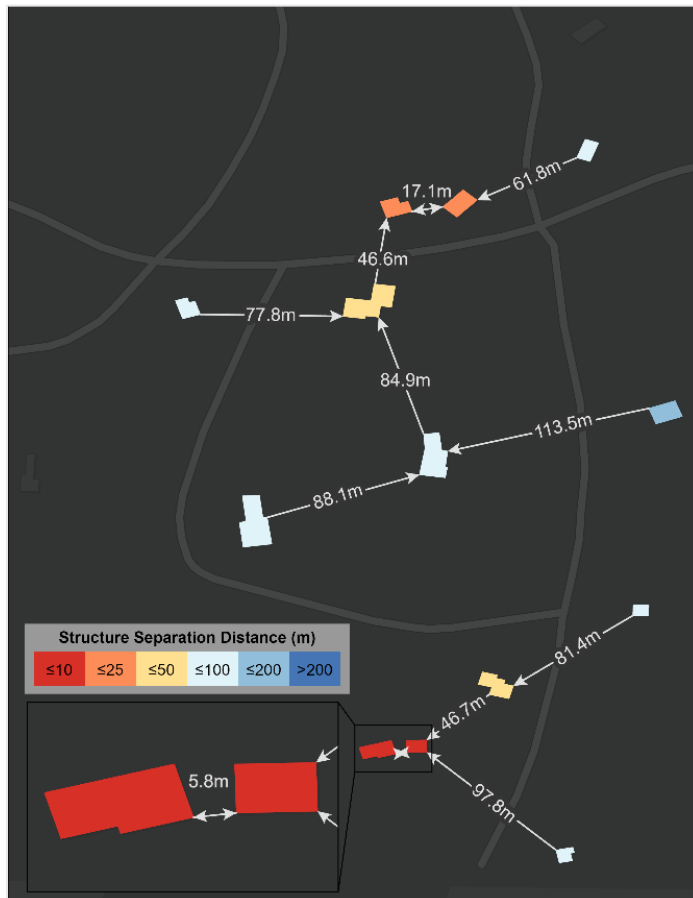 17.1m
61.8m
46.6m
77.8m
84.9m
113.5m
88.1m
Structure Separation Distance (m)
≤10 ≤25 ≤50 ≤100 ≤200 >200
81.4m
46.7m
5.8m
97.8m